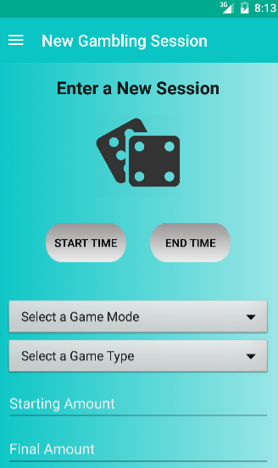 3G 8:13
New Gambling Session
Enter a New Session
START TIME END TIME
Select a Game Mode
Select a Game Type
Starting Amount
Final Amount